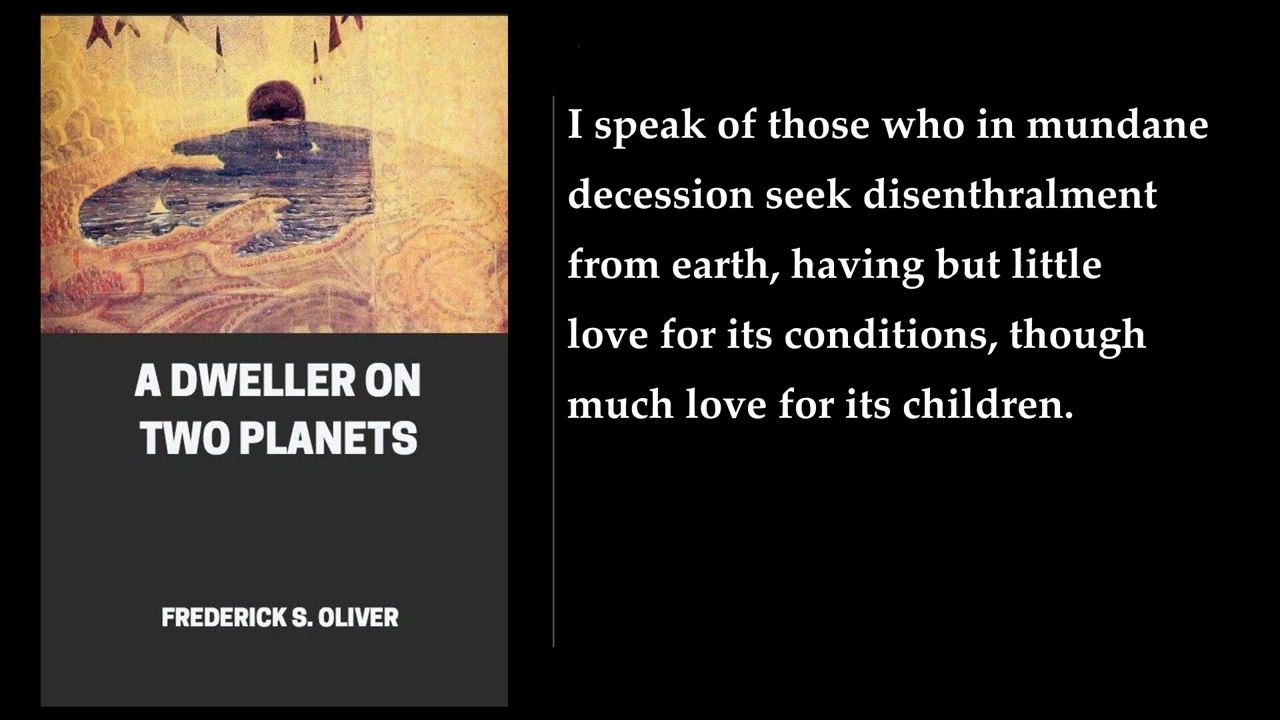 A DWELLER ON
TWO PLANETS
FREDERICK S. OLIVER
I speak of those who in mundane
decession seek disenthralment
from earth, having but little
love for its conditions, though
much love for its children.